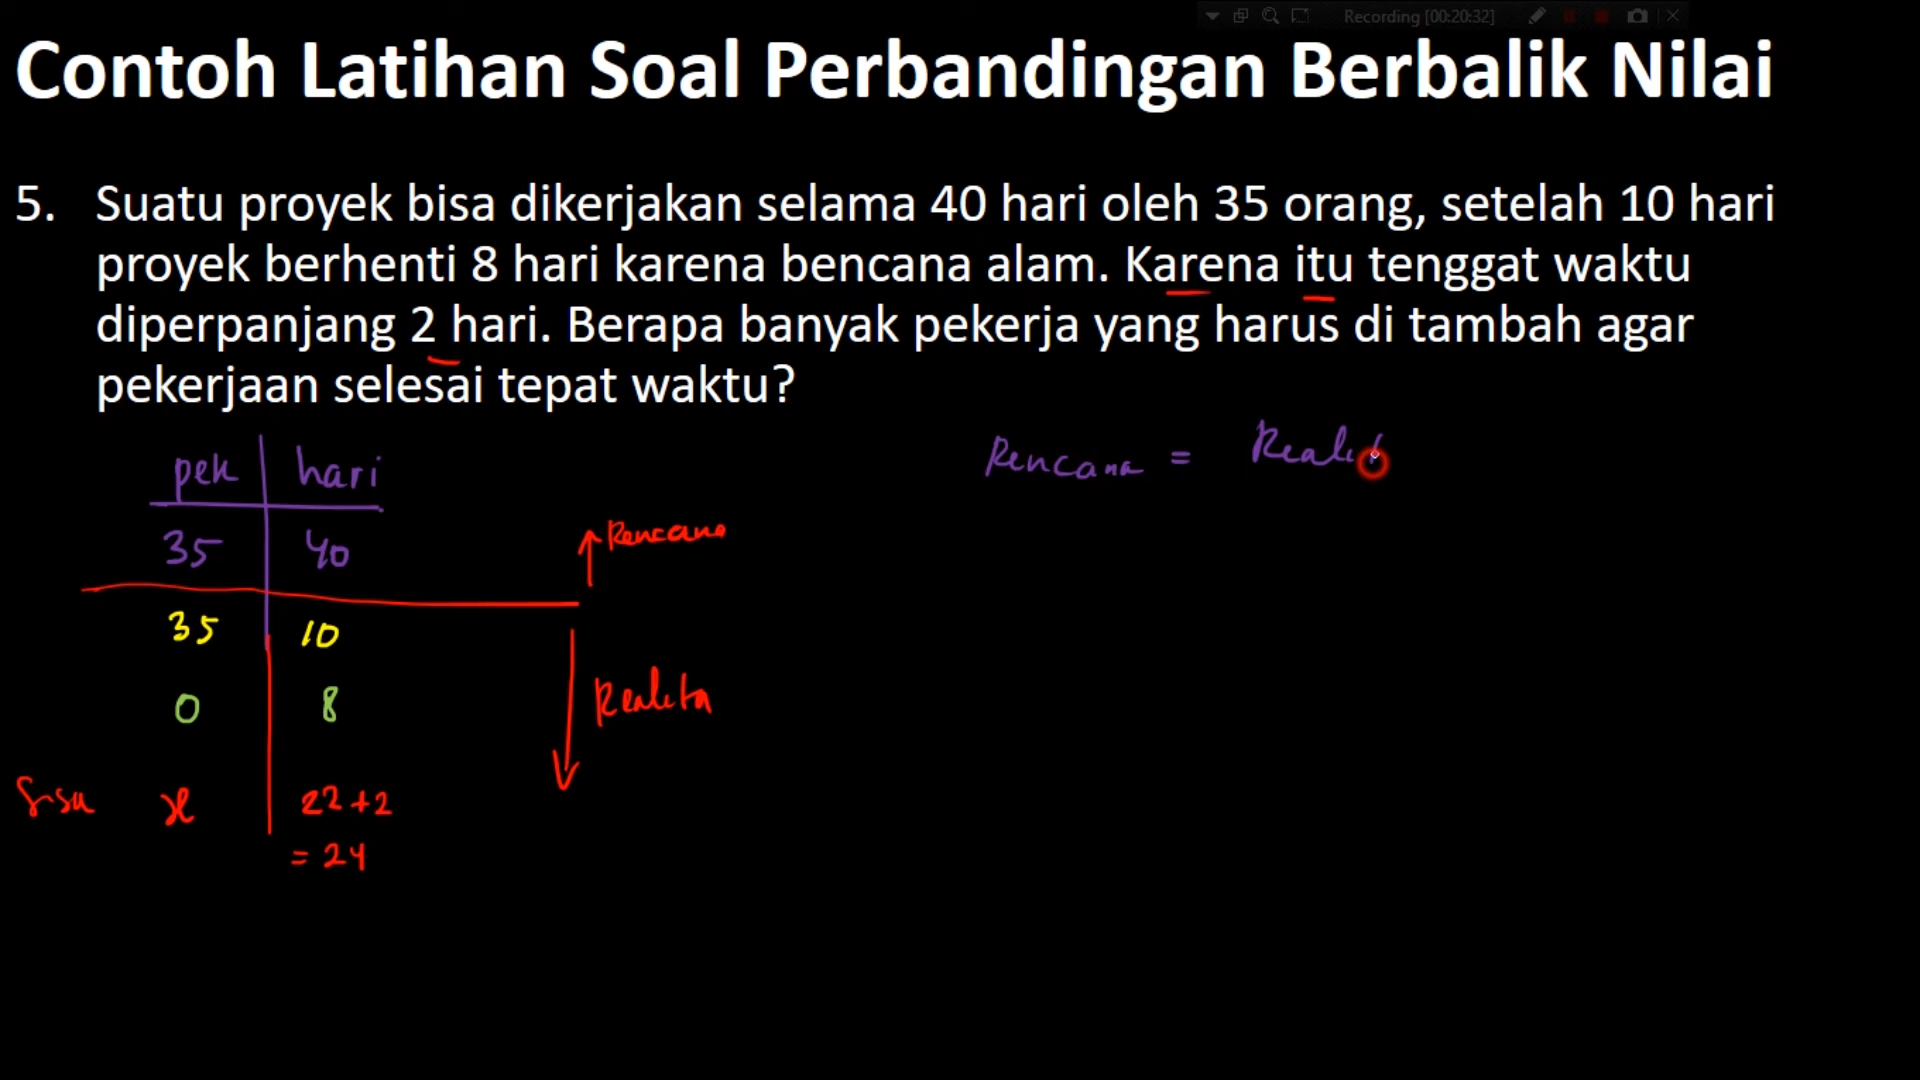 Recording [00:20:32]
Contoh Latihan Soal Perbandingan Berbalik Nilai
5. Suatu proyek bisa dikerjakan selama 40 hari oleh 35 orang, setelah 10 hari
proyek berhenti 8 hari karena bencana alam. Karena itu tenggat waktu
diperpanjang 2 hari. Berapa banyak pekerja yang harus di tambah agar
pekerjaan selesai tepat waktu?
pek hari
35 40
Rencana
35 10
0 8
Realita
Sisa x 22+2
= 24
Rencana = Realit